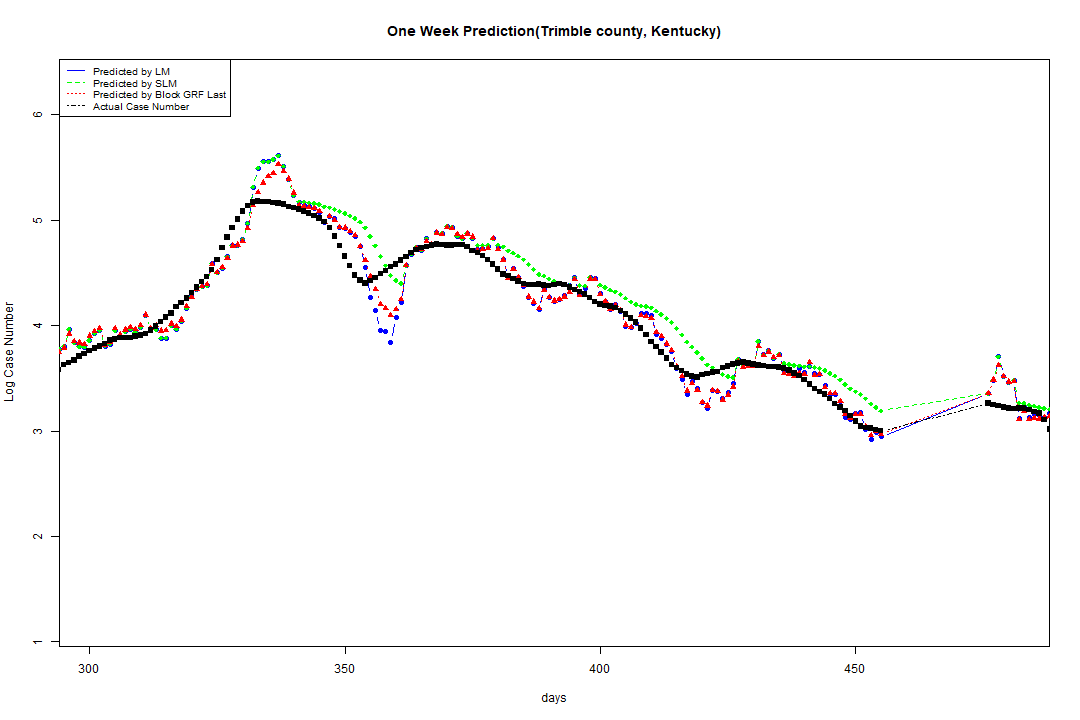 One Week Prediction(Trimble county, Kentucky)
Predicted by LM
Predicted by SLM
Predicted by Block GRF Last
Actual Case Number
Log Case Number
6
5
4
3
2
1
300
350
400
450
days